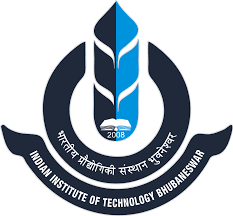 2008
भारतीय प्रौद्योगिकी संस्थान भुवनेश्वर
INDIAN INSTITUTE OF TECHNOLOGY BHUBANESWAR